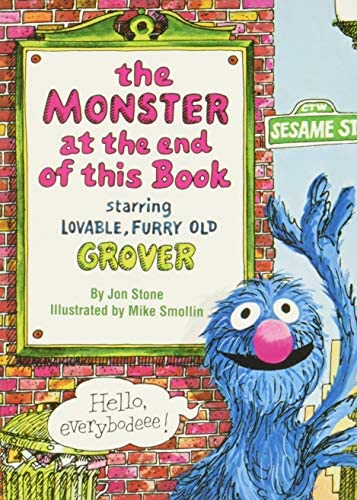 the
MONSTER
at the end
of this Book
starring
LOVABLE, FURRY OLD
GROVER
By Jon Stone
Illustrated by Mike Smollin
CTW
SESAME ST
Hello,
everybodeee!